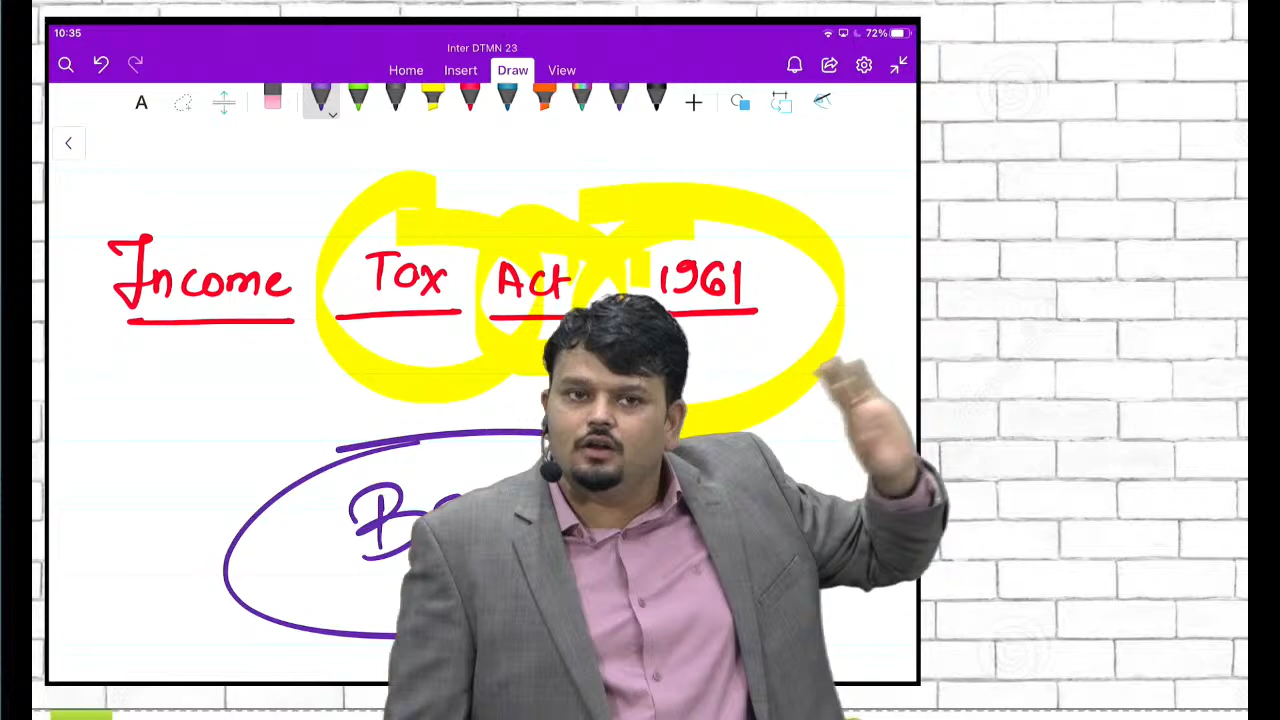 10:35
72%
Inter DTMN 23
Home Insert Draw View
A
Income Tax Act 1961